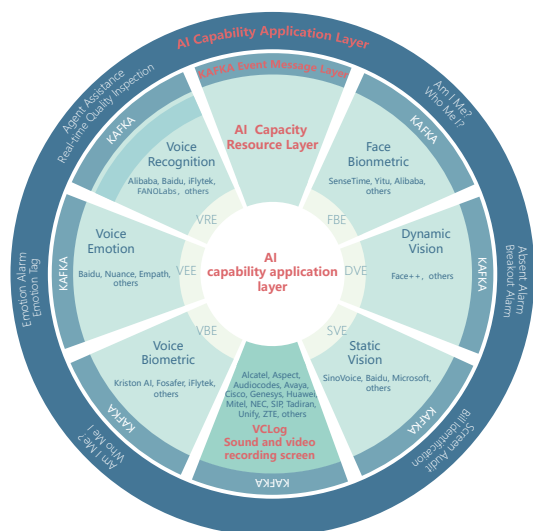 AI Capability Application Layer
KAFKA Event Message Layer
AI Capacity
Resource Layer
Agent Assistance
Real-time Quality Inspection
KAFKA
Voice
Recognition
Alibaba, Baidu, iFlytek,
FANOLabs, others
VRE
Am I Me?
Who Me I?
KAFKA
Face
Bionmetric
SenseTime, Yitu, Alibaba,
others
FBE
Emotion Alarm
Emotion Tag
KAFKA
Voice
Emotion
Baidu, Nuance, Empath,
others
VEE
AI
capability application
layer
DVE
Dynamic
Vision
Face++, others
KAFKA
Absent Alarm
Breakout Alarm
VBE
Voice
Biometric
Kriston AI, Fosafer, iFlytek,
others
KAFKA
Am I Me?
Who Me I
SVE
Static
Vision
SinoVoice, Baidu, Microsoft,
others
KAFKA
Screen Audit
Bill Identification
Alcatel, Aspect,
Audiocodes, Avaya,
Cisco, Genesys, Huawei,
Mitel, NEC, SIP, Tadiran,
Unify, ZTE, others
VCLog
Sound and video
recording screen
KAFKA